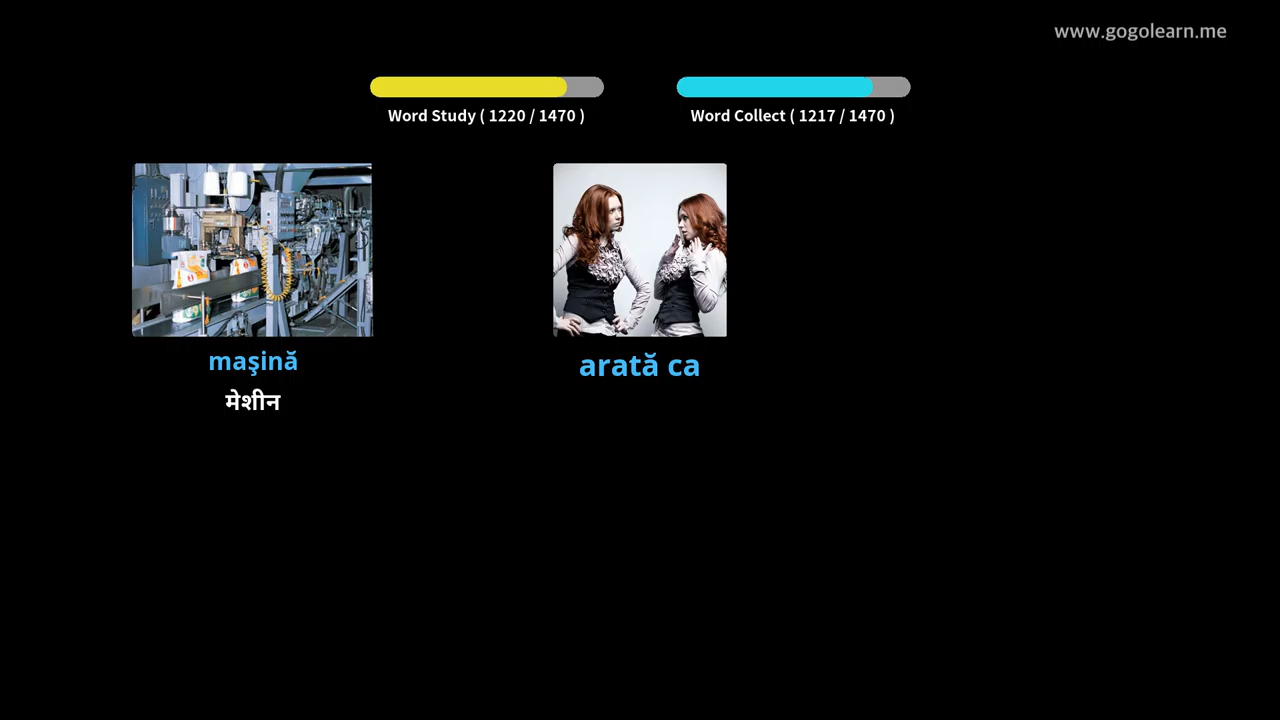 www.gogolearn.me
Word Study ( 1220 / 1470 )
Word Collect ( 1217 / 1470 )
maşină
मेशीन
arată ca